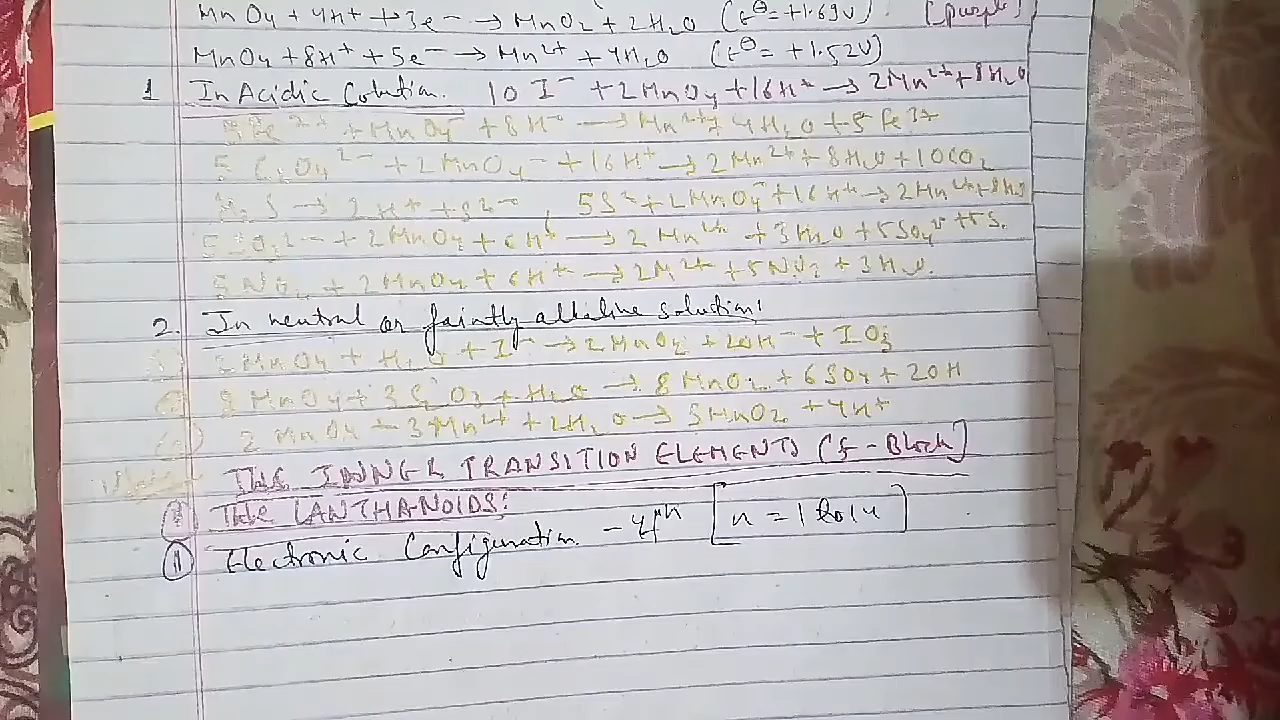 MnO4 + 4H+ + 3e- → MnO2 + 2H2O (E⊖ = +1.69V). [purple]
MnO4 + 8H+ + 5e- → Mn2+ + 4H2O (E⊖ = +1.52V)
1 In Acidic Solution. 10 I- + 2MnO4 + 16H+ → 2Mn2+ + 8H2O
5Fe2+ + MnO4- + 8H+ → Mn2+ + 4H2O + 5Fe3+
5 C2O4 2- + 2MnO4- + 16H+ → 2Mn2+ + 8H2O + 10CO2
H2S → 2H+ + S2-, 5S2- + 2MnO4- + 16H+ → 2Mn2+ + 8H2O
5SO3 2- + 2MnO4 + 6H+ → 2Mn2+ + 3H2O + 5SO4 2- + 5S.
5NO2 + 2MnO4 + 6H+ → 2M2+ + 5NO3 + 3H2O.
2. In neutral or faintly alkaline solution:
2MnO4 + H2O + I- → 2MnO2 + 2OH- + IO3
8MnO4 + 3S2O3 + H2O → 8MnO2 + 6SO4 + 2OH
2MnO4 + 3Mn2+ + 2H2O → 5MnO2 + 4H+
THE INNER TRANSITION ELEMENTS (f-Block)
THE LANTHANOIDS:
(1) Electronic Configuration - 4fn [n = 1 to 14]